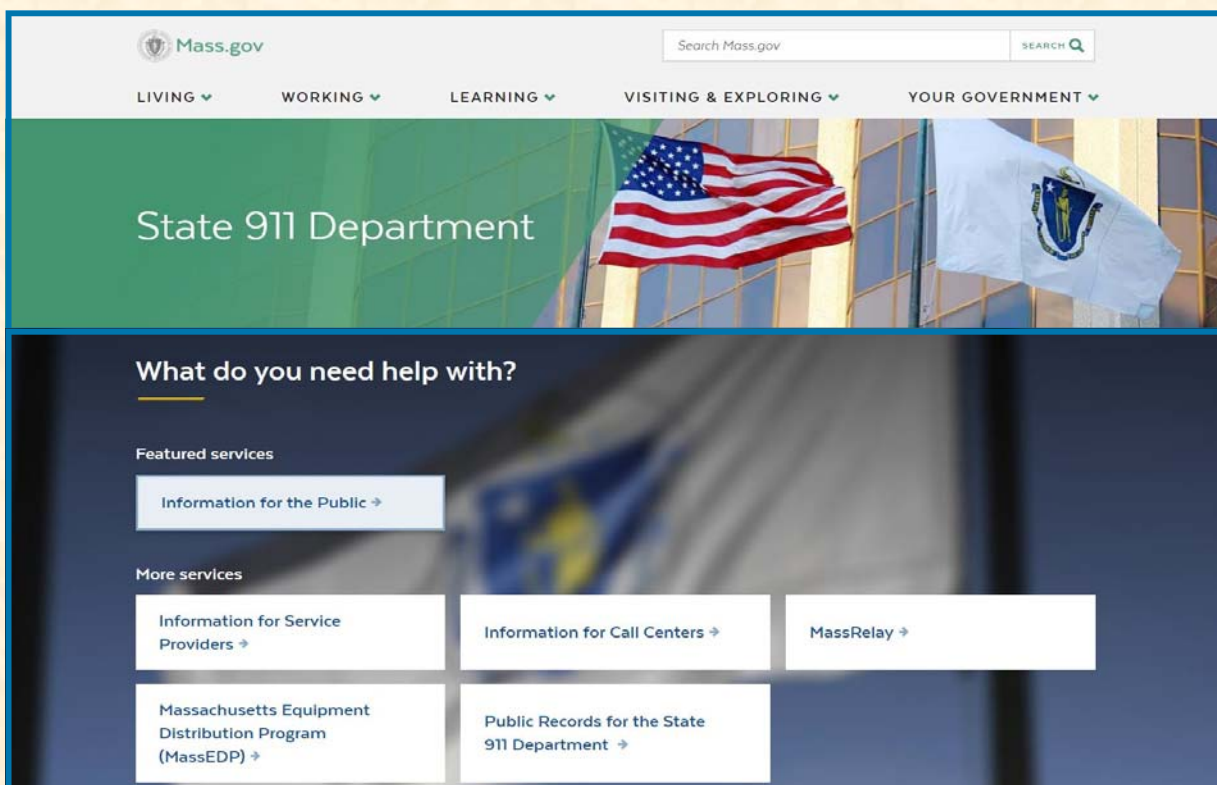 Mass.gov
Search Mass.gov
SEARCH
LIVING
WORKING
LEARNING
VISITING & EXPLORING
YOUR GOVERNMENT
State 911 Department
What do you need help with?
Featured services
Information for the Public →
More services
Information for Service
Providers →
Information for Call Centers →
MassRelay →
Massachusetts Equipment
Distribution Program
(MassEDP) →
Public Records for the State
911 Department →